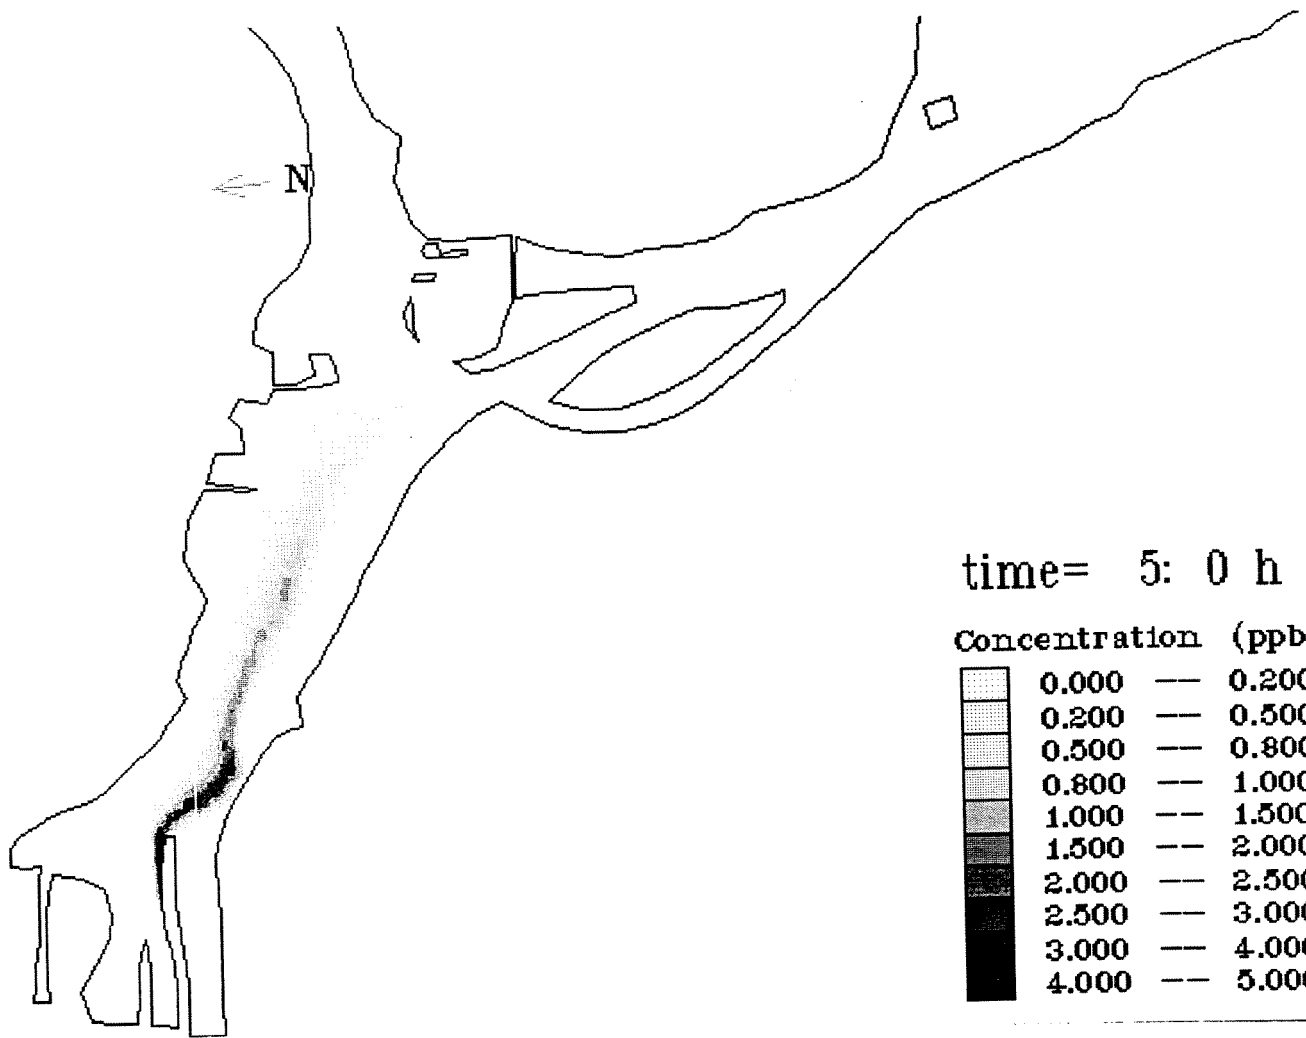 N
time= 5: 0 h
Concentration (ppb
0.000 — 0.200
0.200 — 0.500
0.500 — 0.800
0.800 — 1.000
1.000 — 1.500
1.500 — 2.000
2.000 — 2.500
2.500 — 3.000
3.000 — 4.000
4.000 — 5.000